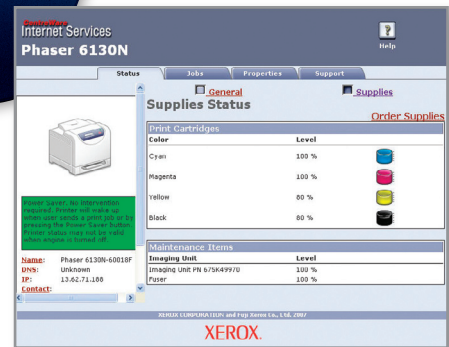 CentreWare
Internet Services
Phaser 6130N
Help
Status
Jobs
Properties
Support
General
Supplies
Supplies Status
Order Supplies
Print Cartridges
Color Level
Cyan 100 %
Magenta 100 %
Yellow 80 %
Black 80 %
Maintenance Items
Imaging Unit Level
Imaging Unit PN 675K49970 100 %
Fuser 100 %
Power Saver. No intervention
required. Printer will wake up
when user sends a print job or by
pressing the Power Saver button.
Printer status may not be valid
when engine is turned off.
Name: Phaser 6130N-60018F
DNS: Unknown
IP: 13.62.71.188
Contact:
XEROX CORPORATION and Fuji Xerox Co., Ltd. 2007
XEROX.